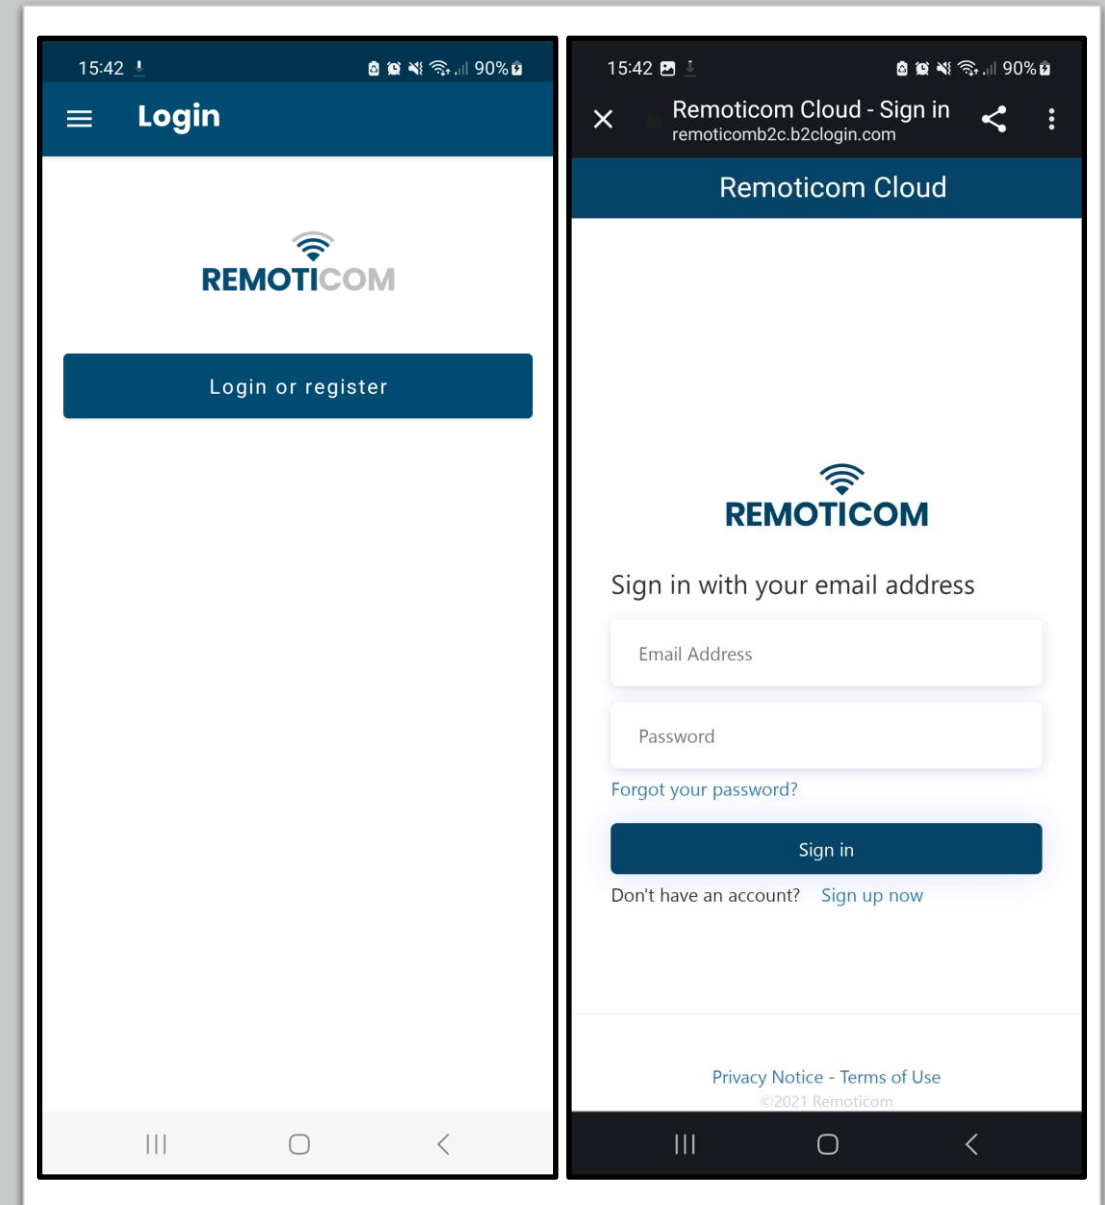 15:42
90%
Login
REMOTICOM
Login or register
15:42
90%
Remoticom Cloud - Sign in
remoticomb2c.b2clogin.com
Remoticom Cloud
REMOTICOM
Sign in with your email address
Email Address
Password
Forgot your password?
Sign in
Don't have an account? Sign up now
Privacy Notice - Terms of Use
©2021 Remoticom